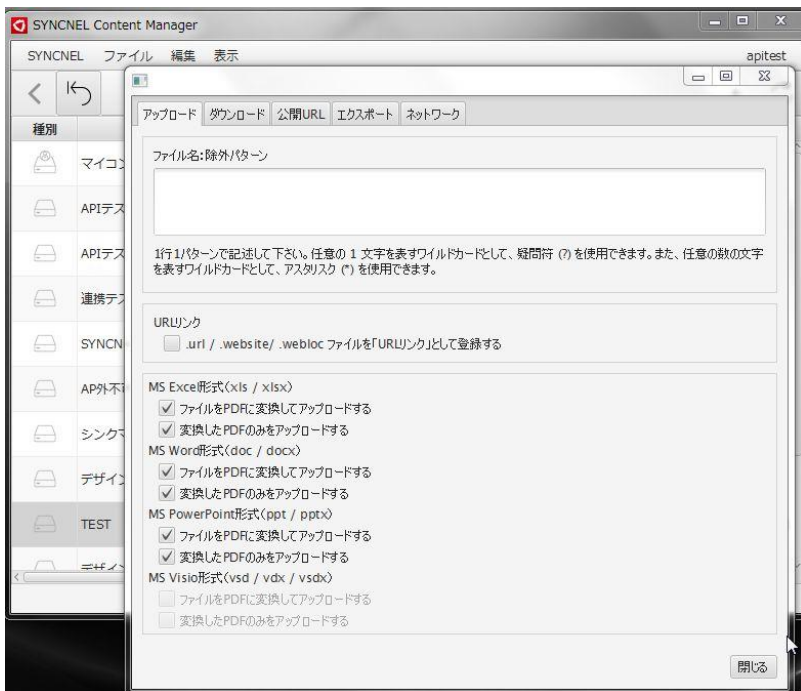 SYNCNEL Content Manager
SYNCNEL ファイル 編集 表示 apitest
種別
マイコン
APIテス
APIテス
連携テス
SYNCN
AP外不
シンクマ
デザイン
TEST
デザイン
アップロード ダウンロード 公開URL エクスポート ネットワーク
ファイル名:除外パターン
1行1パターンで記述して下さい。任意の 1 文字を表すワイルドカードとして、疑問符 (?) を使用できます。また、任意の数の文字
を表すワイルドカードとして、アスタリスク (*) を使用できます。
URLリンク
.url / .website/ .webloc ファイルを「URLリンク」として登録する
MS Excel形式(xls / xlsx)
ファイルをPDFに変換してアップロードする
変換したPDFのみをアップロードする
MS Word形式(doc / docx)
ファイルをPDFに変換してアップロードする
変換したPDFのみをアップロードする
MS PowerPoint形式(ppt / pptx)
ファイルをPDFに変換してアップロードする
変換したPDFのみをアップロードする
MS Visio形式(vsd / vdx / vsdx)
ファイルをPDFに変換してアップロードする
変換したPDFのみをアップロードする
閉じる